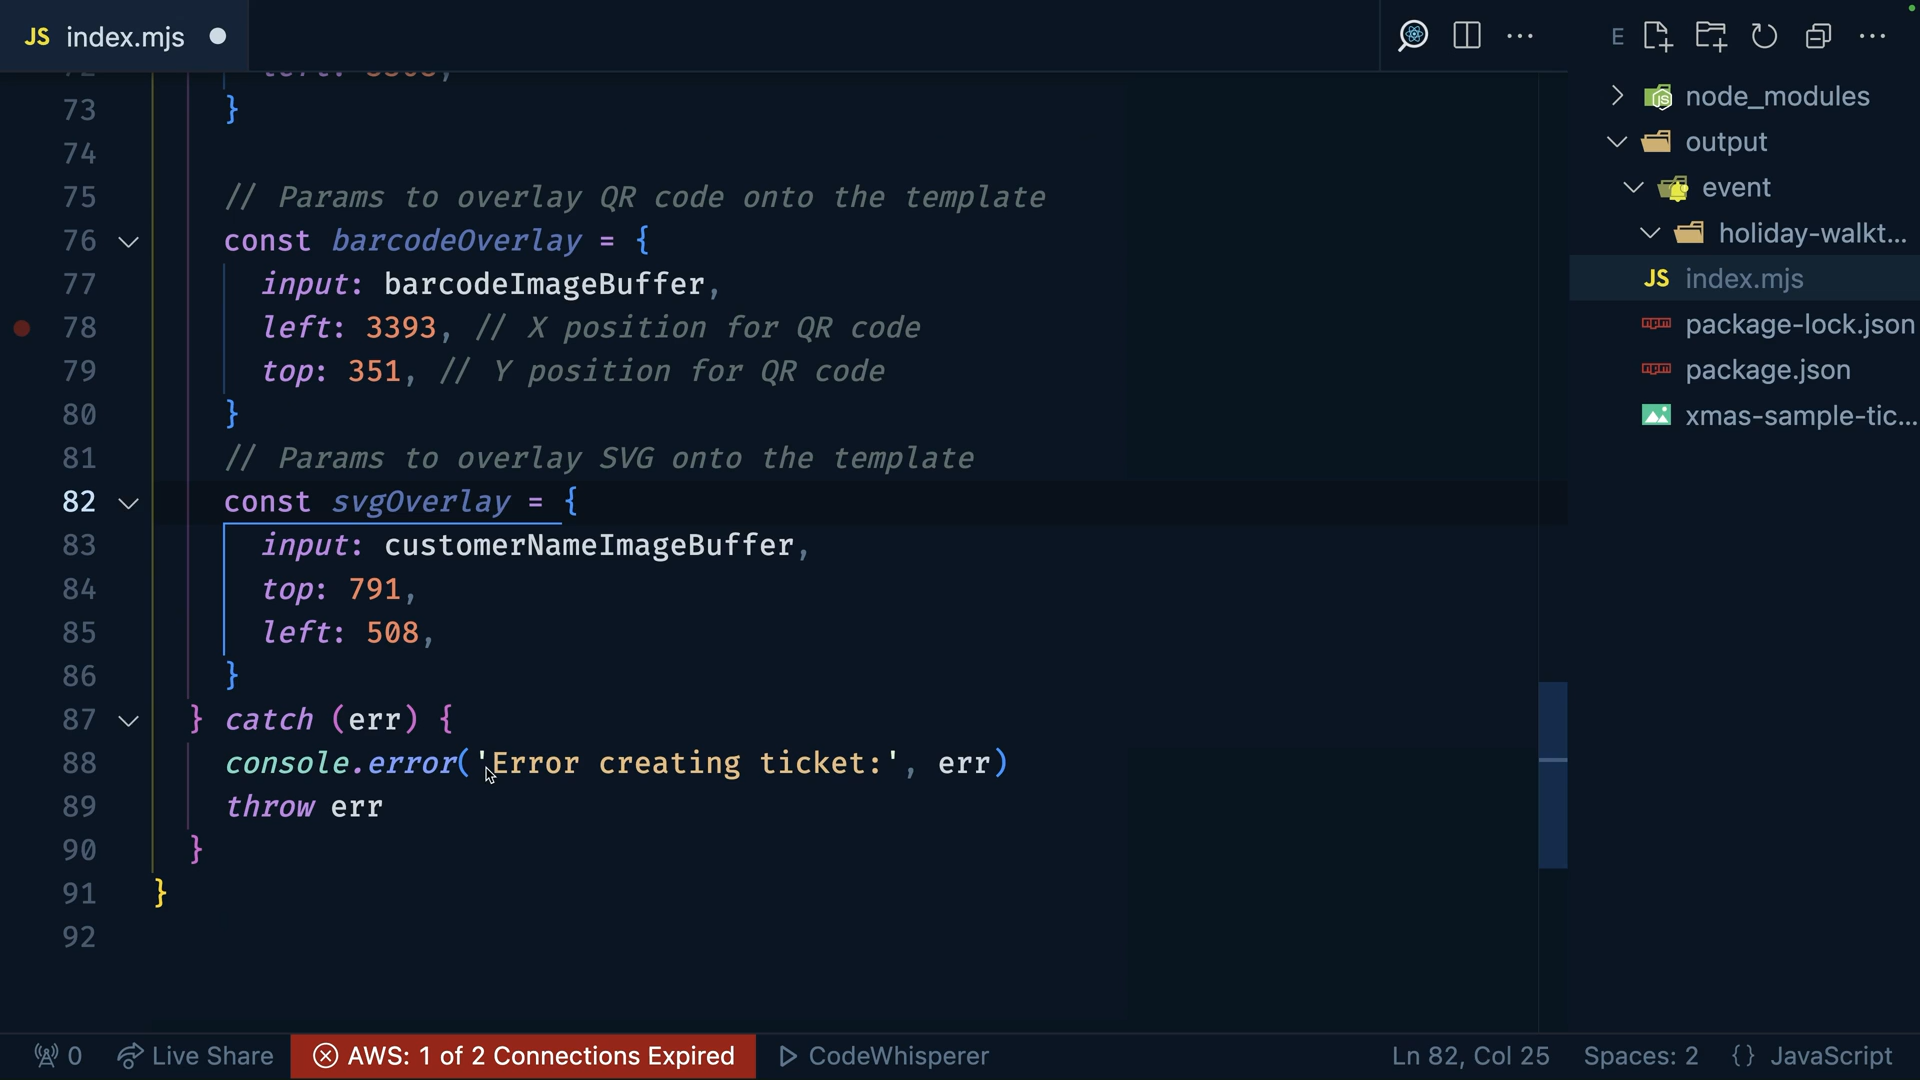 JS index.mjs
E
73 }
74
75 // Params to overlay QR code onto the template
76 const barcodeOverlay = {
77 input: barcodeImageBuffer,
78 left: 3393, // X position for QR code
79 top: 351, // Y position for QR code
80 }
81 // Params to overlay SVG onto the template
82 const svgOverlay = {
83 input: customerNameImageBuffer,
84 top: 791,
85 left: 508,
86 }
87 } catch (err) {
88 console.error('Error creating ticket:', err)
89 throw err
90 }
91 }
92
node_modules
output
event
holiday-walkt...
JS index.mjs
package-lock.json
package.json
xmas-sample-tic...
0 Live Share AWS: 1 of 2 Connections Expired CodeWhisperer Ln 82, Col 25 Spaces: 2 {} JavaScript